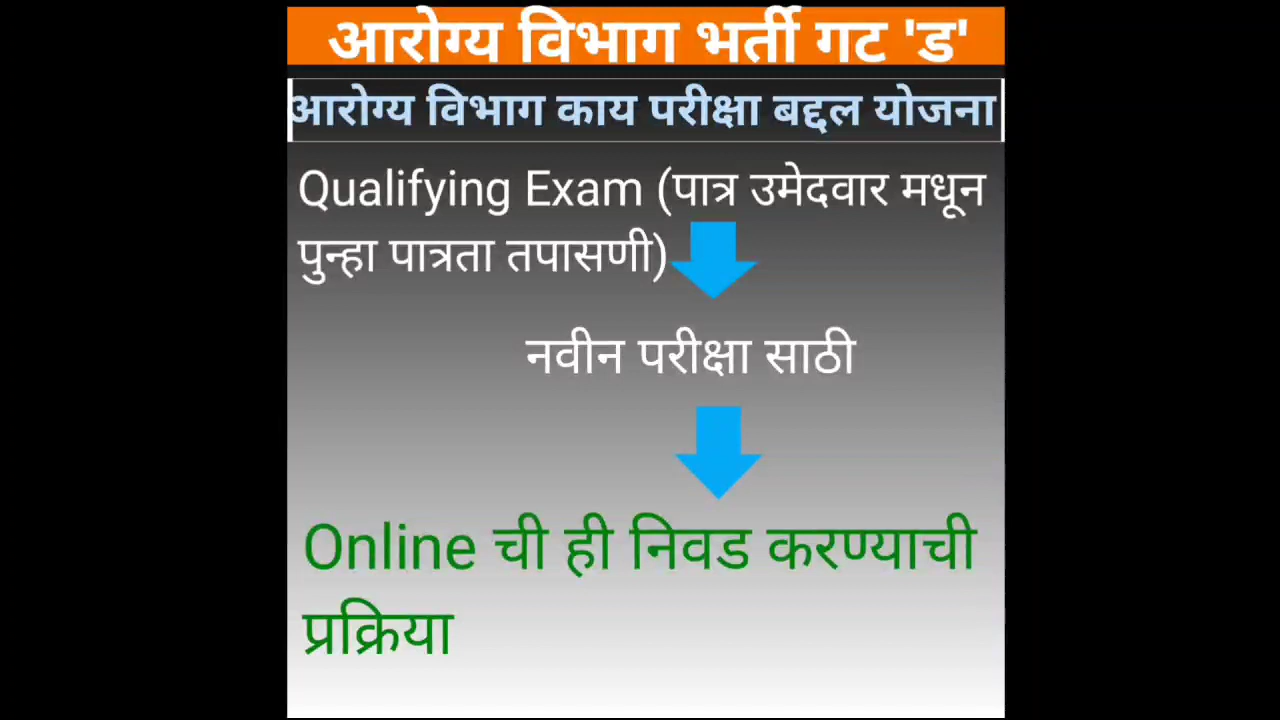 आरोग्य विभाग भर्ती गट 'ड'
आरोग्य विभाग काय परीक्षा बद्दल योजना
Qualifying Exam (पात्र उमेदवार मधून
पुन्हा पात्रता तपासणी)
नवीन परीक्षा साठी
Online ची ही निवड करण्याची
प्रक्रिया